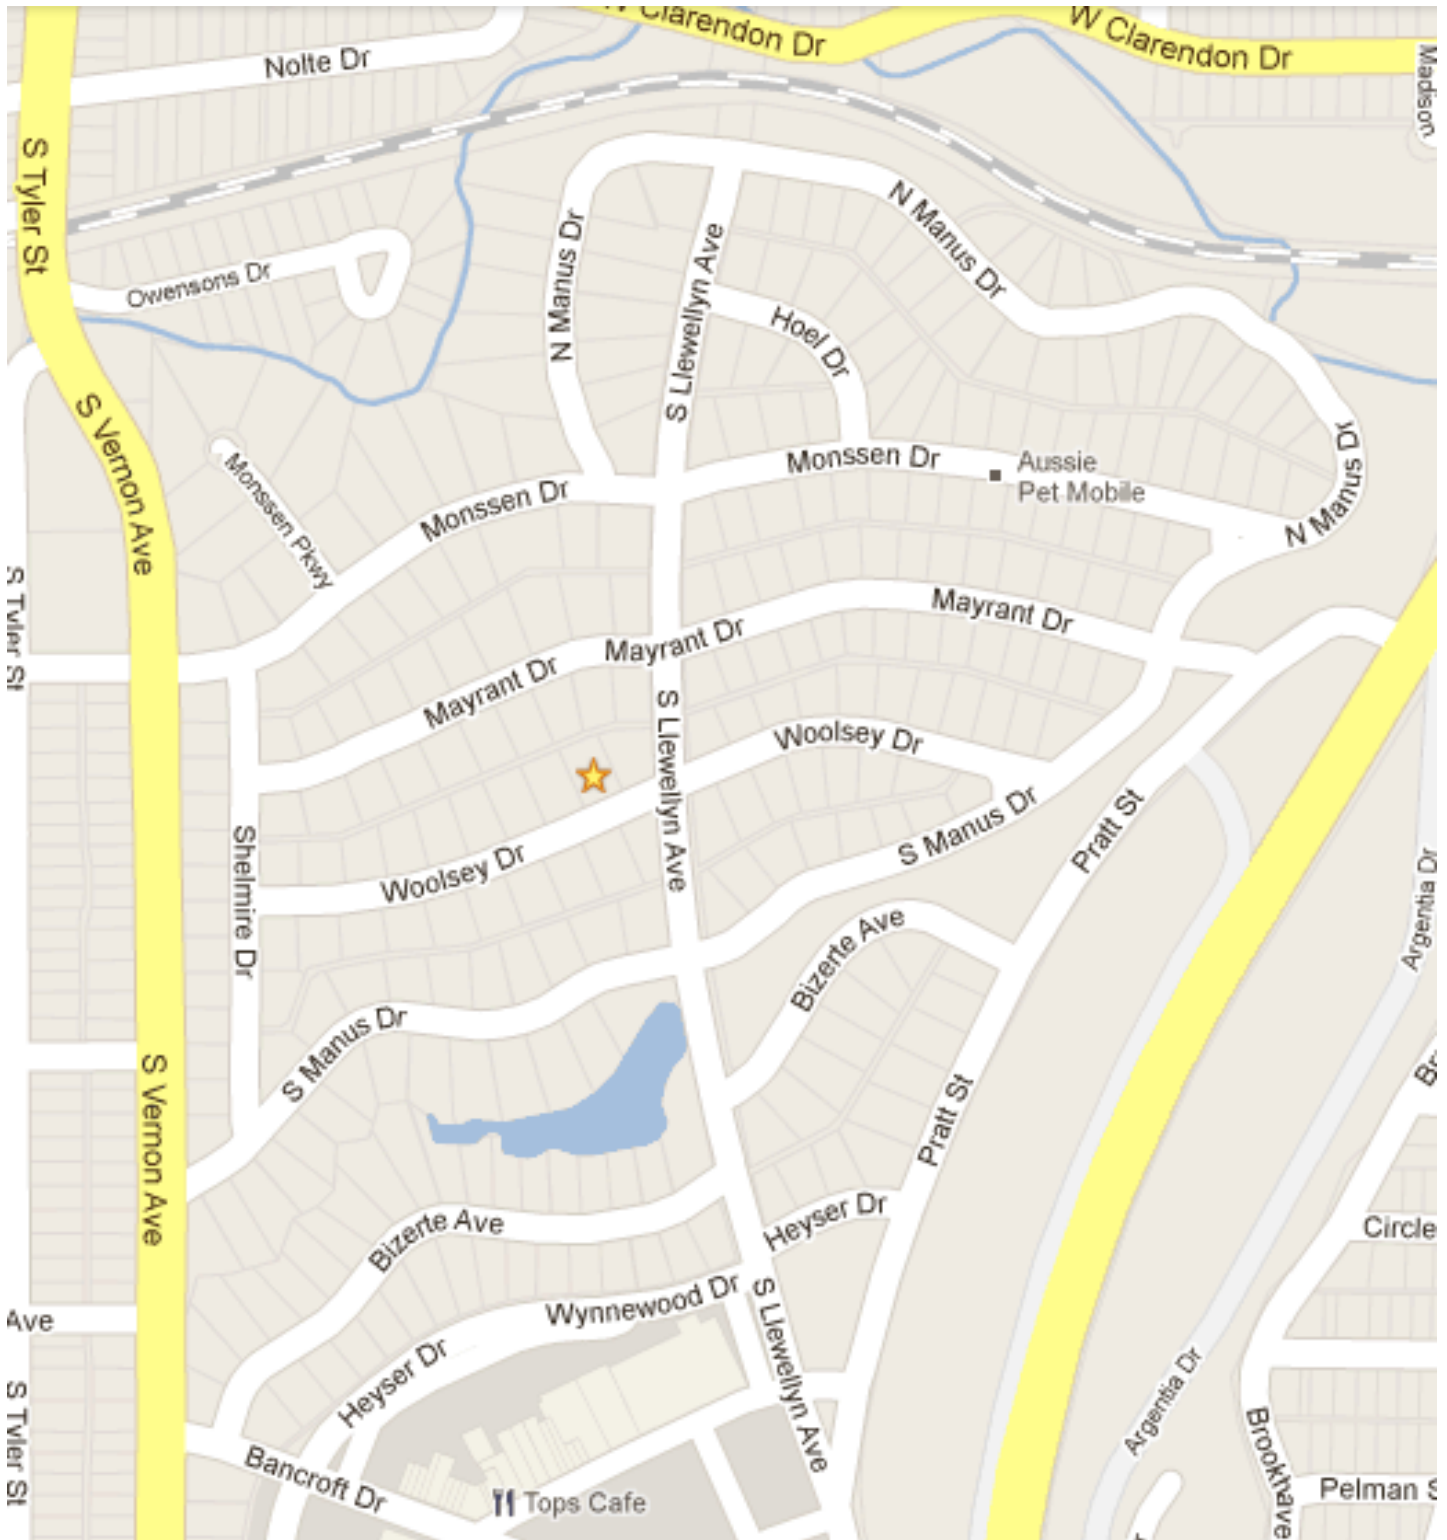 W Clarendon Dr
W Clarendon Dr
Nolte Dr
Madison
S Tyler St
N Manus Dr
N Manus Dr
S Llewellyn Ave
Owensons Dr
Hoel Dr
S Vernon Ave
Monssen Dr
Aussie
Pet Mobile
N Manus Dr
Monssen Pkwy
Monssen Dr
S Tyler St
Mayrant Dr
Mayrant Dr
Mayrant Dr
S Llewellyn Ave
Woolsey Dr
S Manus Dr
Pratt St
Shelmire Dr
Woolsey Dr
Argentia Dr
Bizerte Ave
S Manus Dr
S Vernon Ave
Pratt St
Br
Bizerte Ave
Heyser Dr
Circle
Wynnewood Dr
S Llewellyn Ave
Ave
Heyser Dr
Argentia Dr
S Tyler St
Brookhave
Bancroft Dr
Tops Cafe
Pelman S